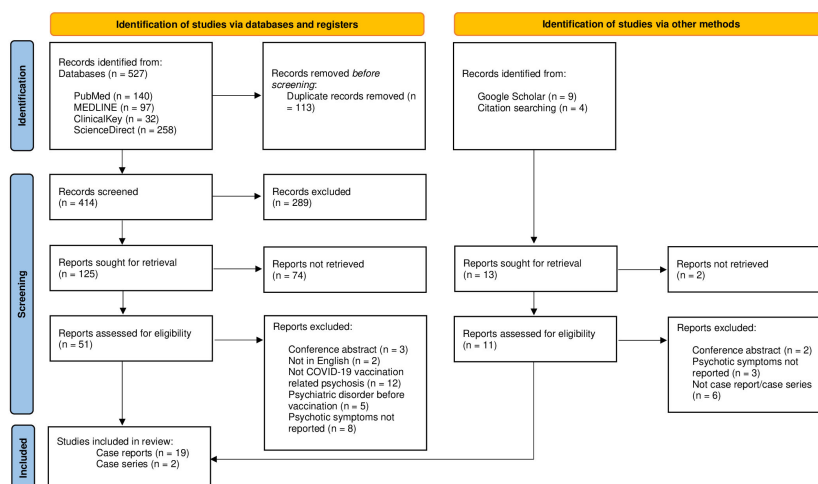 Identification of studies via databases and registers
Identification of studies via other methods
Identification
Records identified from:
Databases (n = 527)
PubMed (n = 140)
MEDLINE (n = 97)
ClinicalKey (n = 32)
ScienceDirect (n = 258)
Records removed before
screening:
Duplicate records removed (n
= 113)
Records identified from:
Google Scholar (n = 9)
Citation searching (n = 4)
Screening
Records screened
(n = 414)
Records excluded
(n = 289)
Reports sought for retrieval
(n = 125)
Reports not retrieved
(n = 74)
Reports sought for retrieval
(n = 13)
Reports not retrieved
(n = 2)
Reports assessed for eligibility
(n = 51)
Reports excluded:
Conference abstract (n = 3)
Not in English (n = 2)
Not COVID-19 vaccination
related psychosis (n = 12)
Psychiatric disorder before
vaccination (n = 5)
Psychotic symptoms not
reported (n = 8)
Reports assessed for eligibility
(n = 11)
Reports excluded:
Conference abstract (n = 2)
Psychotic symptoms not
reported (n = 3)
Not case report/case series
(n = 6)
Included
Studies included in review:
Case reports (n = 19)
Case series (n = 2)